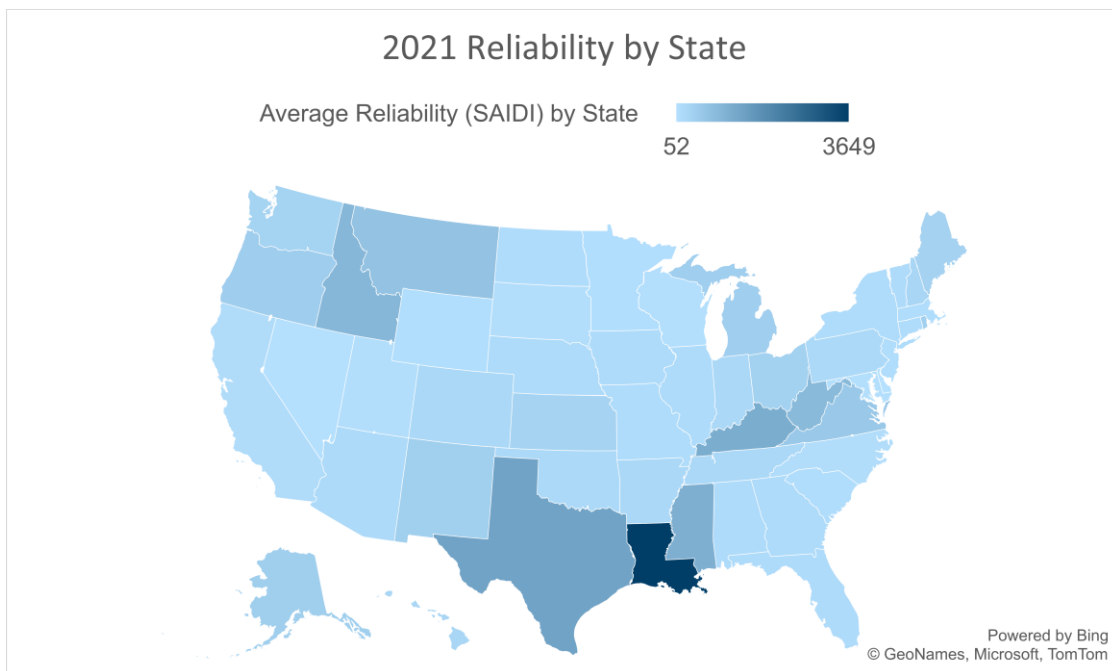 2021 Reliability by State
Average Reliability (SAIDI) by State
52 3649
Powered by Bing
© GeoNames, Microsoft, TomTom